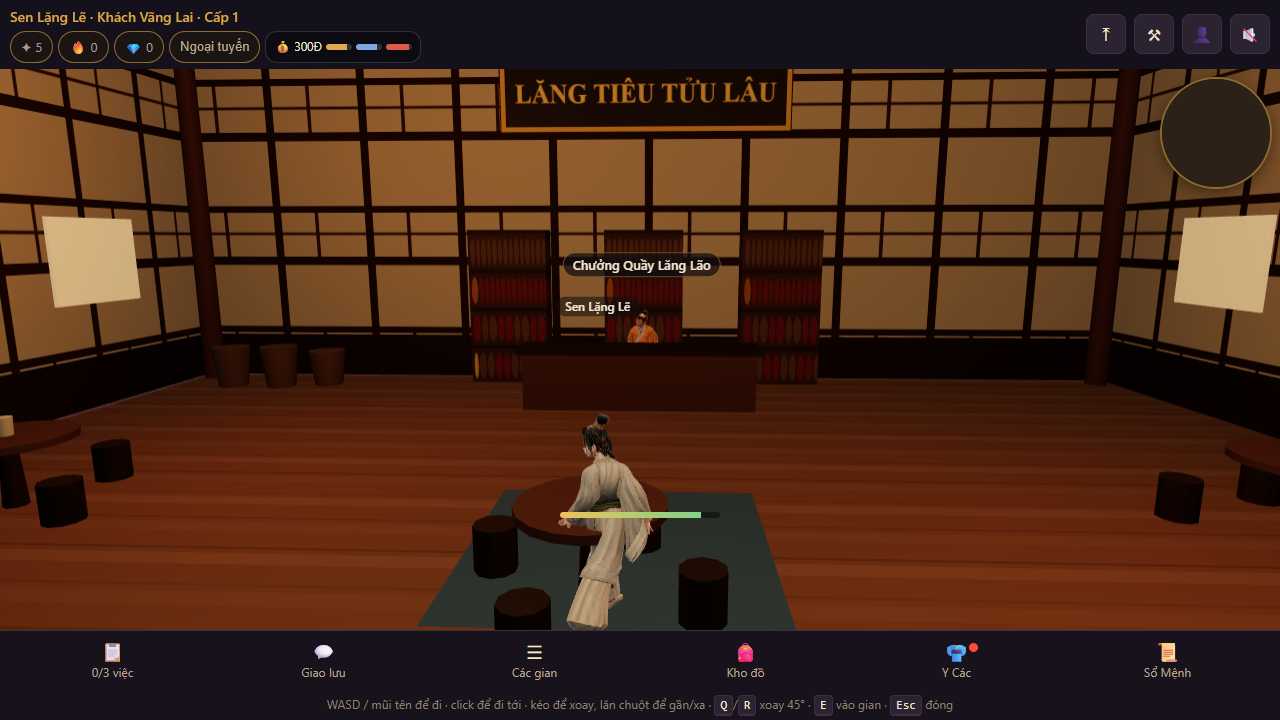 Sen Lặng Lẽ · Khách Vãng Lai · Cấp 1
5
0
0
Ngoại tuyến
300Đ
LĂNG TIÊU TỬU LÂU
Chưởng Quầy Lăng Lão
Sen Lặng Lẽ
0/3 việc
Giao lưu
Các gian
Kho đồ
Y Các
Sổ Mệnh
WASD / mũi tên để đi · click để đi tới · kéo để xoay, lăn chuột để gần/xa · Q / R xoay 45° · E vào gian · Esc đóng